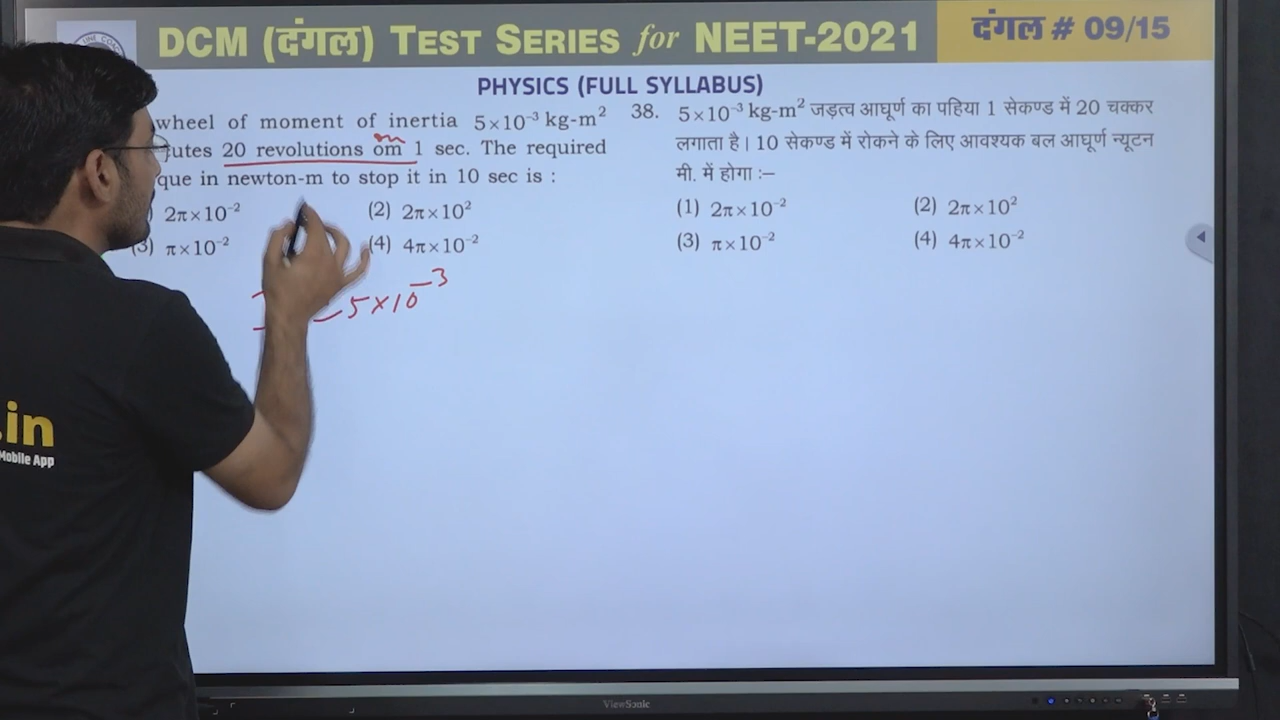 DCM (दंगल) TEST SERIES for NEET-2021
दंगल # 09/15
LINE COAC
PHYSICS (FULL SYLLABUS)
wheel of moment of inertia 5×10⁻³ kg-m²
utes 20 revolutions om 1 sec. The required
que in newton-m to stop it in 10 sec is :
2π×10⁻² (2) 2π×10²
(3) π×10⁻² (4) 4π×10⁻²
5×10⁻³
38. 5×10⁻³ kg-m² जड़त्व आघूर्ण का पहिया 1 सेकण्ड में 20 चक्कर
लगाता है। 10 सेकण्ड में रोकने के लिए आवश्यक बल आघूर्ण न्यूटन
मी. में होगा :–
(1) 2π×10⁻² (2) 2π×10²
(3) π×10⁻² (4) 4π×10⁻²
.in
Mobile App
ViewSonic